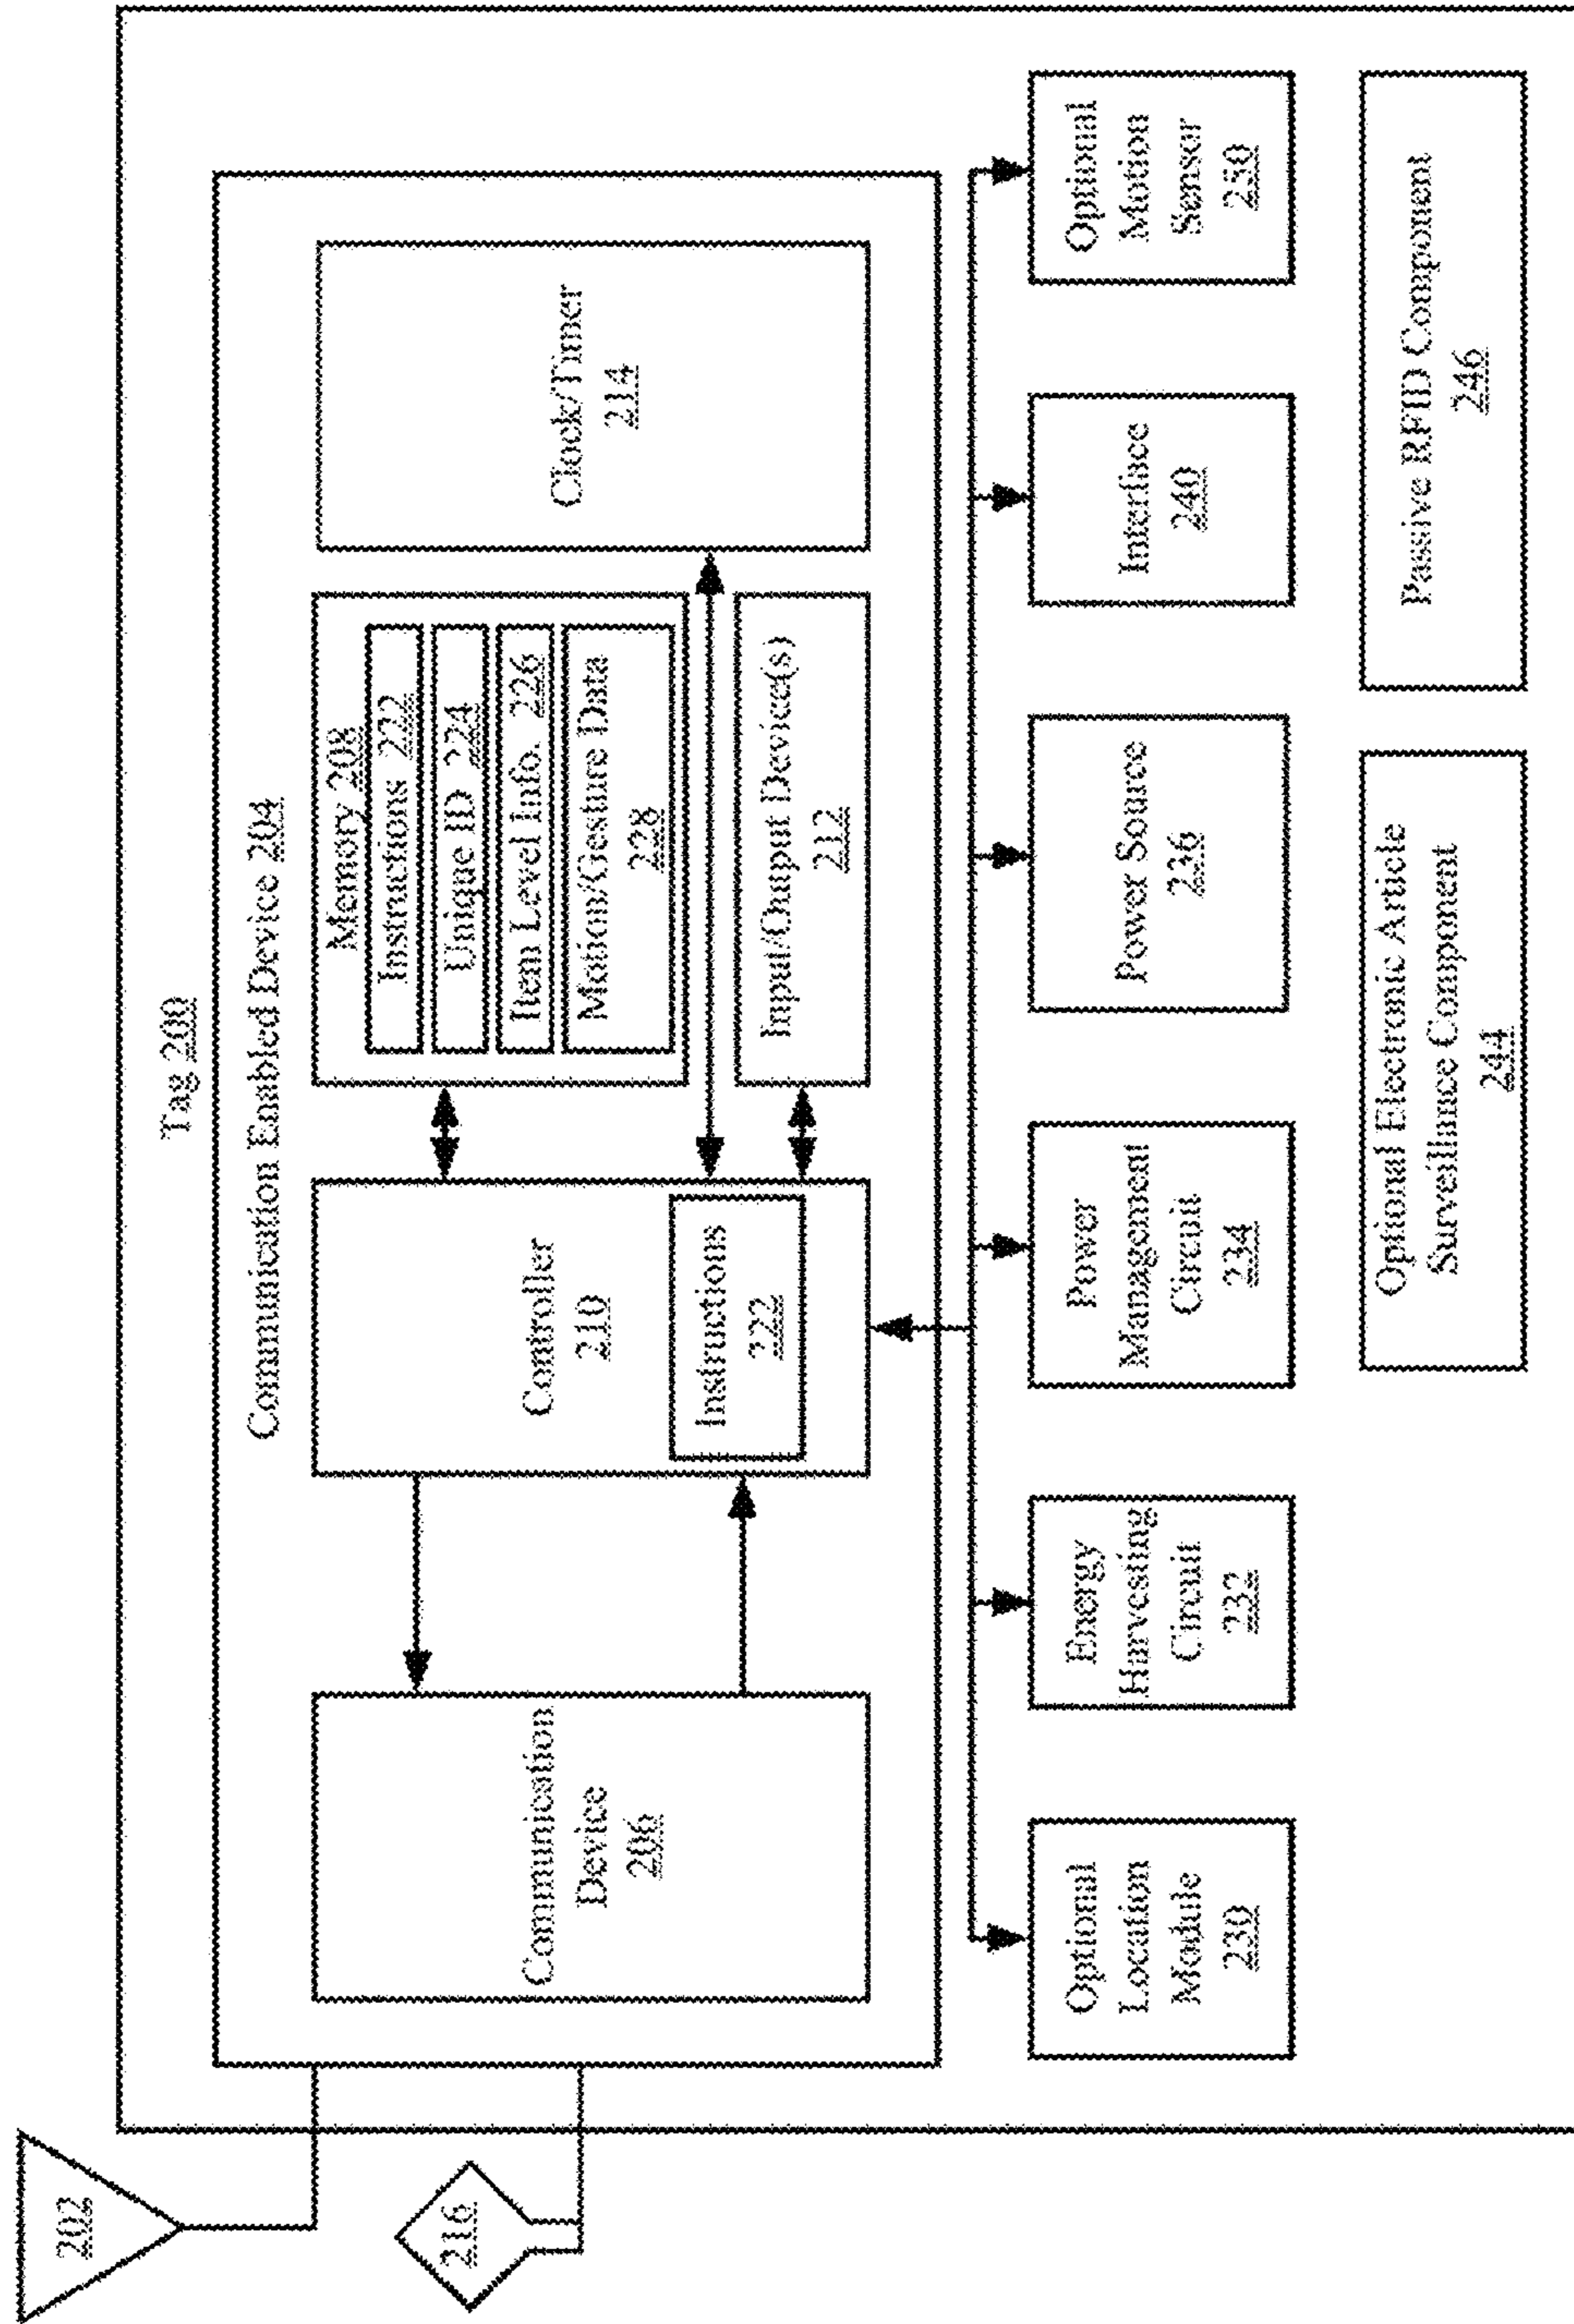 202
216
Tag 200
Communication Enabled Device 204
Communication
Device
206
Controller
210
Instructions
222
Memory 208
Instructions 222
Unique ID 224
Item Level Info. 226
Motion/Gesture Data
228
Input/Output Device(s)
212
Clock/Timer
214
Optional
Location
Module
230
Energy
Harvesting
Circuit
232
Power
Management
Circuit
234
Power Source
236
Interface
240
Optional
Motion
Sensor
250
Optional Electronic Article
Surveillance Component
244
Passive RFID Component
246